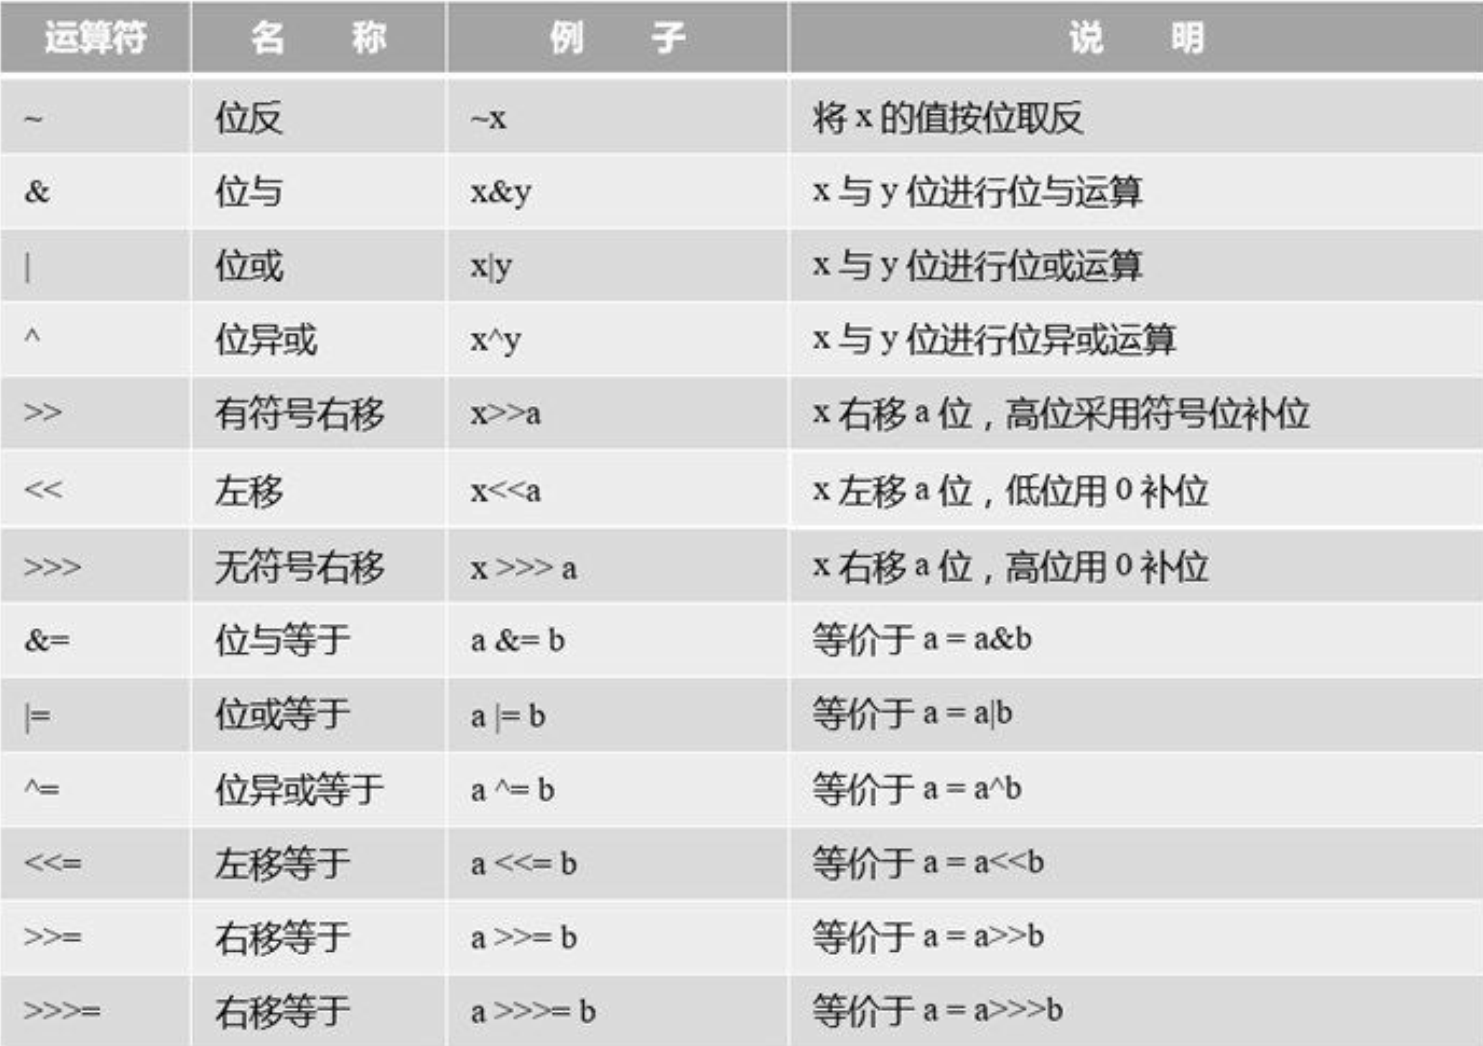 运算符 名 称 例 子 说 明
~ 位反 ~x 将 x 的值按位取反
& 位与 x&y x 与 y 位进行位与运算
| 位或 x|y x 与 y 位进行位或运算
^ 位异或 x^y x 与 y 位进行位异或运算
>> 有符号右移 x>>a x 右移 a 位，高位采用符号位补位
<< 左移 x<<a x 左移 a 位，低位用 0 补位
>>> 无符号右移 x >>> a x 右移 a 位，高位用 0 补位
&= 位与等于 a &= b 等价于 a = a&b
|= 位或等于 a |= b 等价于 a = a|b
^= 位异或等于 a ^= b 等价于 a = a^b
<<= 左移等于 a <<= b 等价于 a = a<<b
>>= 右移等于 a >>= b 等价于 a = a>>b
>>>= 右移等于 a >>>= b 等价于 a = a>>>b